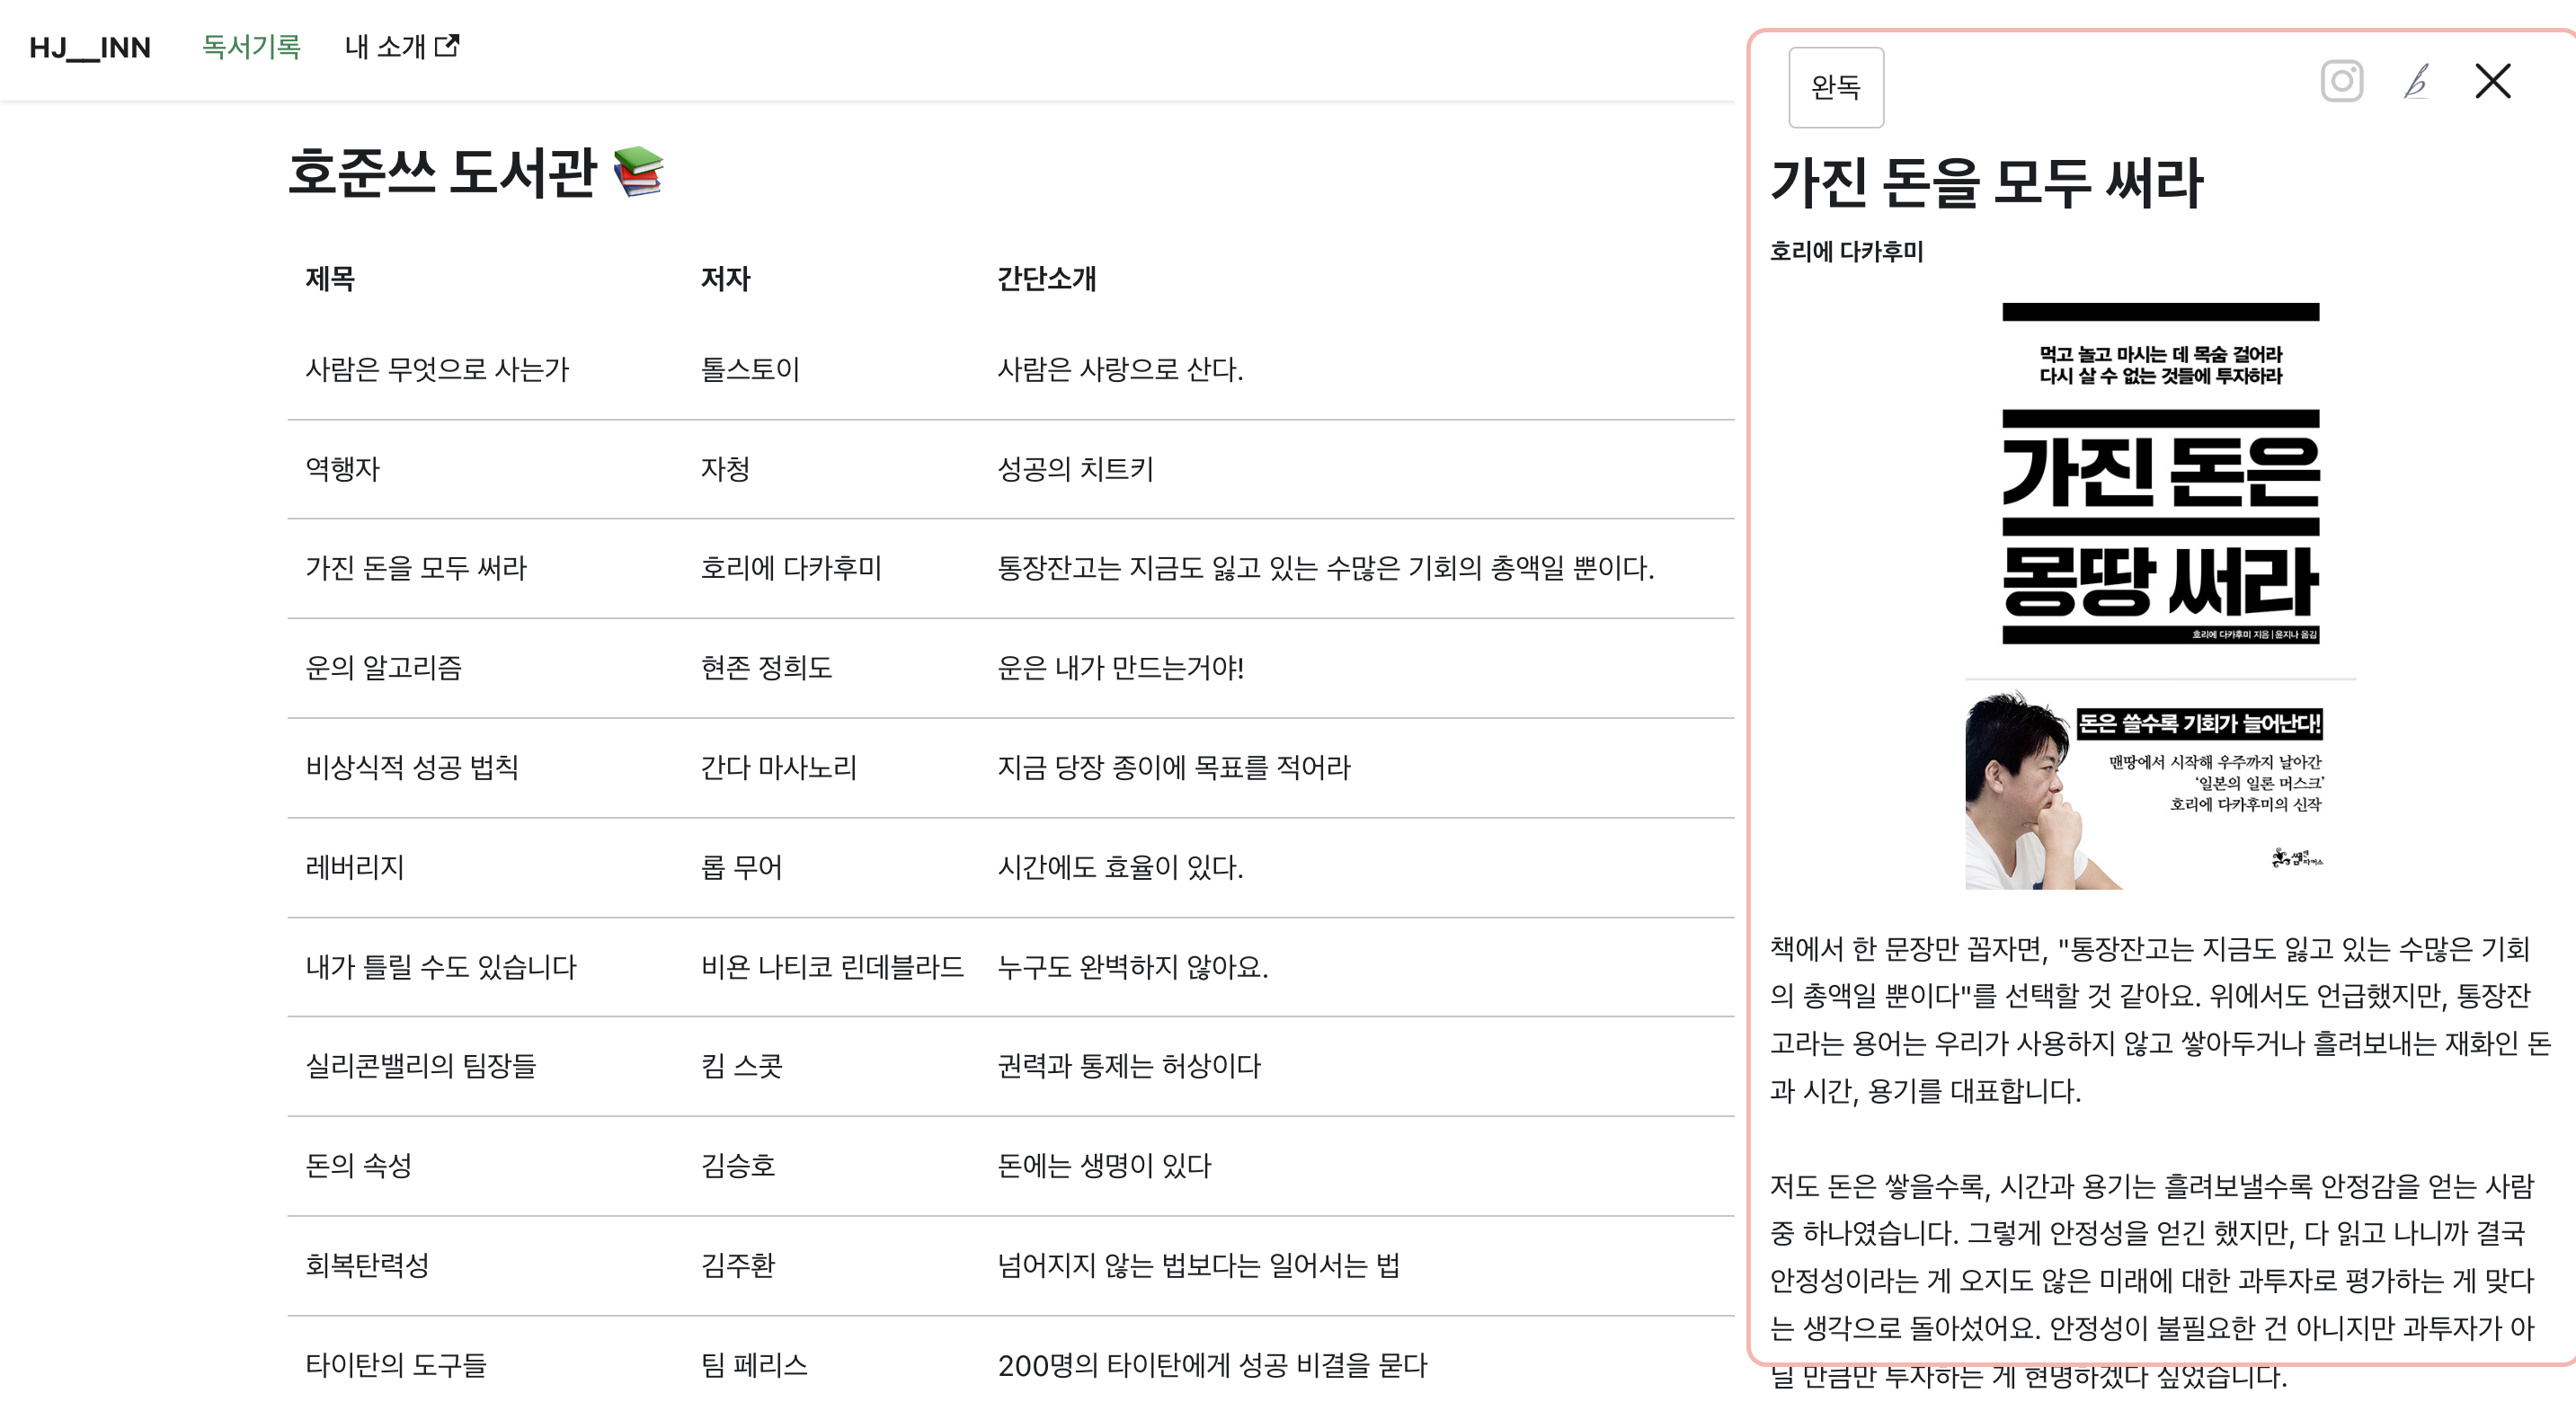 HJ__INN 독서기록 내 소개
호준쓰 도서관
제목 저자 간단소개
사람은 무엇으로 사는가 톨스토이 사람은 사랑으로 산다.
역행자 자청 성공의 치트키
가진 돈을 모두 써라 호리에 다카후미 통장잔고는 지금도 잃고 있는 수많은 기회의 총액일 뿐이다.
운의 알고리즘 현존 정희도 운은 내가 만드는거야!
비상식적 성공 법칙 간다 마사노리 지금 당장 종이에 목표를 적어라
레버리지 롭 무어 시간에도 효율이 있다.
내가 틀릴 수도 있습니다 비욘 나티코 린데블라드 누구도 완벽하지 않아요.
실리콘밸리의 팀장들 킴 스콧 권력과 통제는 허상이다
돈의 속성 김승호 돈에는 생명이 있다
회복탄력성 김주환 넘어지지 않는 법보다는 일어서는 법
타이탄의 도구들 팀 페리스 200명의 타이탄에게 성공 비결을 묻다
완독
가진 돈을 모두 써라
호리에 다카후미
먹고 놀고 마시는 데 목숨 걸어라
다시 살 수 없는 것들에 투자하라
가진 돈은
몽땅 써라
호리에 다카후미 지음 | 윤지나 옮김
돈은 쓸수록 기회가 늘어난다!
맨땅에서 시작해 우주까지 날아간
‘일본의 일론 머스크’
호리에 다카후미의 신작
쌤앤파커스
책에서 한 문장만 꼽자면, "통장잔고는 지금도 잃고 있는 수많은 기회
의 총액일 뿐이다"를 선택할 것 같아요. 위에서도 언급했지만, 통장잔
고라는 용어는 우리가 사용하지 않고 쌓아두거나 흘려보내는 재화인 돈
과 시간, 용기를 대표합니다.
저도 돈은 쌓을수록, 시간과 용기는 흘려보낼수록 안정감을 얻는 사람
중 하나였습니다. 그렇게 안정성을 얻긴 했지만, 다 읽고 나니까 결국
안정성이라는 게 오지도 않은 미래에 대한 과투자로 평가하는 게 맞다
는 생각으로 돌아섰어요. 안정성이 불필요한 건 아니지만 과투자가 아
닐 만큼만 투자하는 게 현명하겠다 싶었습니다.